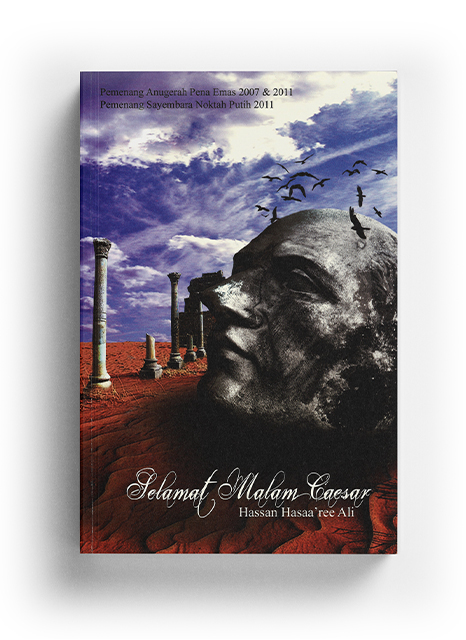 Pemenang Anugerah Pena Emas 2007 & 2011
Pemenang Sayembara Noktah Putih 2011
Selamat Malam Caesar
Hassan Hasaa'ree Ali